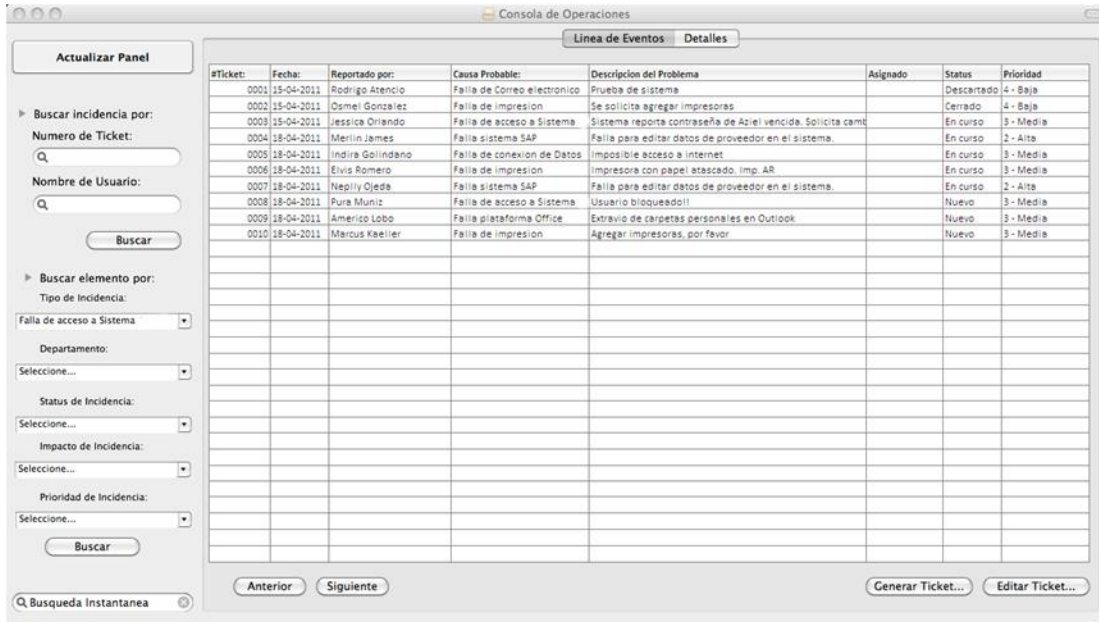 Consola de Operaciones
Linea de Eventos Detalles
Actualizar Panel
Buscar incidencia por:
Numero de Ticket:
Nombre de Usuario:
Buscar
Buscar elemento por:
Tipo de Incidencia:
Falla de acceso a Sistema
Departamento:
Seleccione...
Status de Incidencia:
Seleccione...
Impacto de Incidencia:
Seleccione...
Prioridad de Incidencia:
Seleccione...
Buscar
Busqueda Instantanea
#Ticket: Fecha: Reportado por: Causa Probable: Descripcion del Problema Asignado Status Prioridad
0001 15-04-2011 Rodrigo Atencio Falla de Correo electronico Prueba de sistema Descartado 4 - Baja
0002 15-04-2011 Osmel Gonzalez Falla de impresion Se solicita agregar impresoras Cerrado 4 - Baja
0003 15-04-2011 Jessica Orlando Falla de acceso a Sistema Sistema reporta contraseña de Aziel vencida. Solicita camb En curso 3 - Media
0004 18-04-2011 Merlin James Falla sistema SAP Falla para editar datos de proveedor en el sistema. En curso 2 - Alta
0005 18-04-2011 Indira Golindano Falla de conexion de Datos Imposible acceso a internet En curso 3 - Media
0006 18-04-2011 Elvis Romero Falla de impresion Impresora con papel atascado. Imp. AR En curso 3 - Media
0007 18-04-2011 Neplly Ojeda Falla sistema SAP Falla para editar datos de proveedor en el sistema. En curso 2 - Alta
0008 18-04-2011 Pura Muniz Falla de acceso a Sistema Usuario bloqueado!! Nuevo 3 - Media
0009 18-04-2011 Americo Lobo Falla plataforma Office Extravio de carpetas personales en Outlook Nuevo 3 - Media
0010 18-04-2011 Marcus Kaeller Falla de impresion Agregar impresoras, por favor Nuevo 3 - Media
Anterior Siguiente Generar Ticket... Editar Ticket...